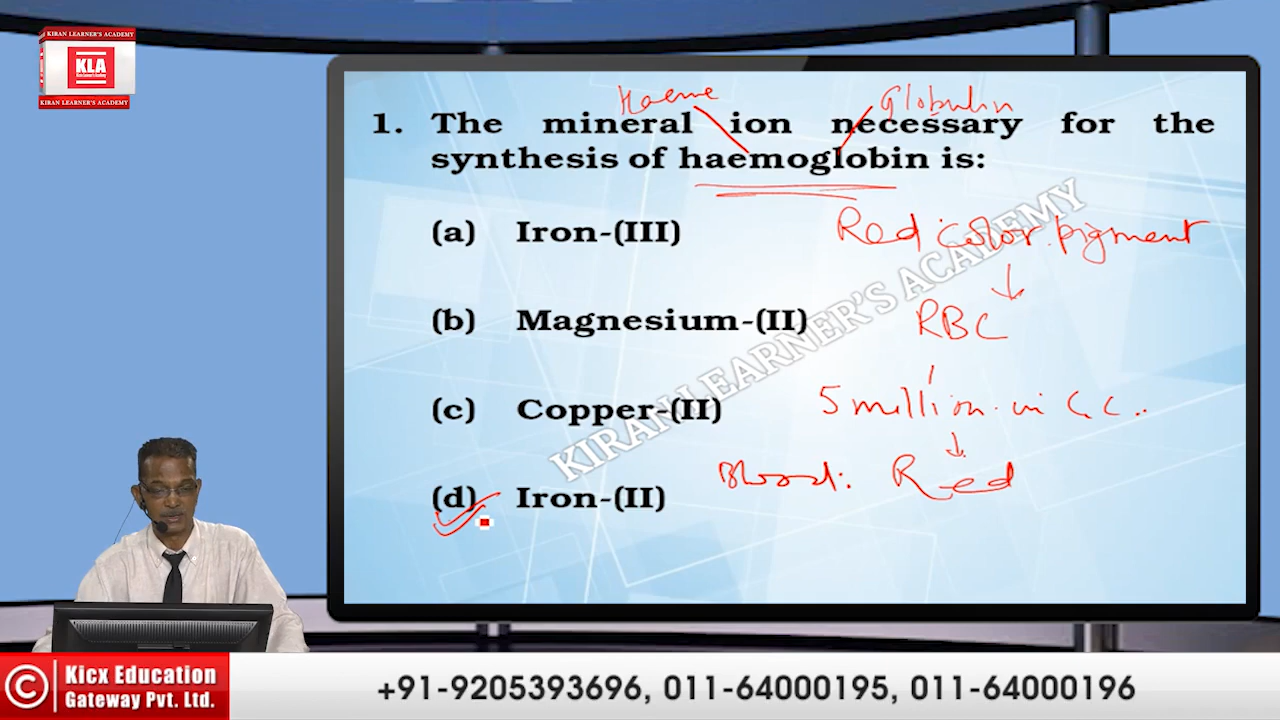 KIRAN LEARNER'S ACADEMY
KLA
KIRAN LEARNER'S ACADEMY
Haeme
Globulin
1. The mineral ion necessary for the
synthesis of haemoglobin is:
(a) Iron-(III)
Red color pigment
(b) Magnesium-(II)
RBC
(c) Copper-(II)
5 million in C.C..
(d) Iron-(II)
Blood: Red
KIRAN LEARNER'S ACADEMY
© Kicx Education
Gateway Pvt. Ltd.
+91-9205393696, 011-64000195, 011-64000196